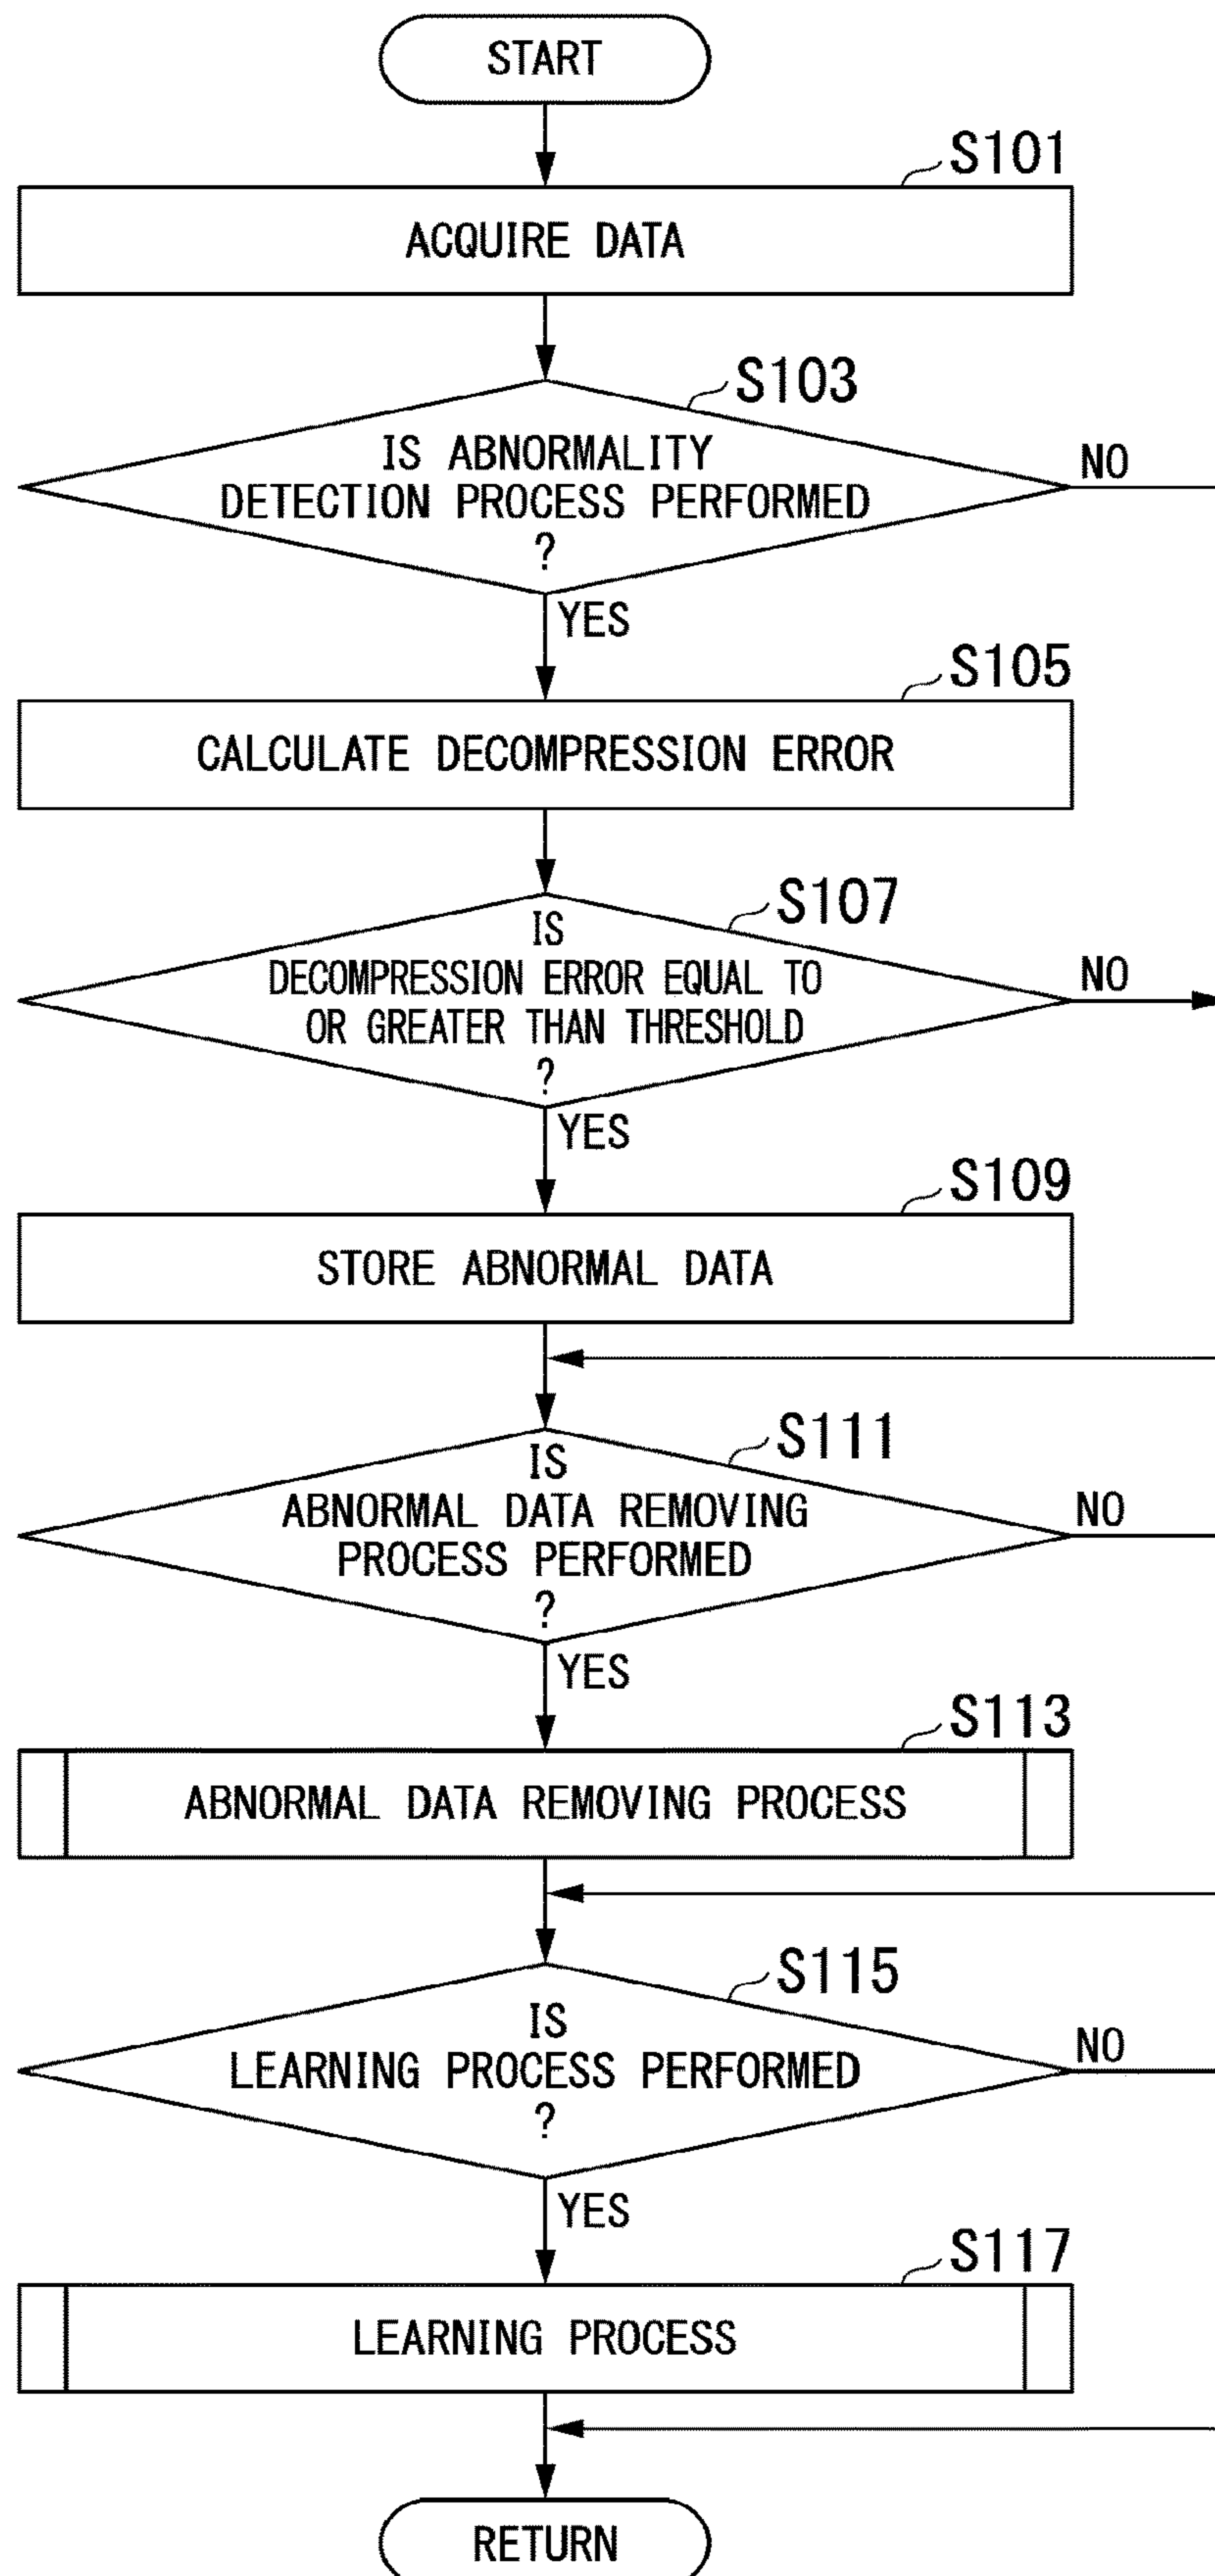 START
S101
ACQUIRE DATA
S103
IS ABNORMALITY
DETECTION PROCESS PERFORMED
?
NO
YES
S105
CALCULATE DECOMPRESSION ERROR
S107
IS
DECOMPRESSION ERROR EQUAL TO
OR GREATER THAN THRESHOLD
?
NO
YES
S109
STORE ABNORMAL DATA
S111
IS
ABNORMAL DATA REMOVING
PROCESS PERFORMED
?
NO
YES
S113
ABNORMAL DATA REMOVING PROCESS
S115
IS
LEARNING PROCESS PERFORMED
?
NO
YES
S117
LEARNING PROCESS
RETURN